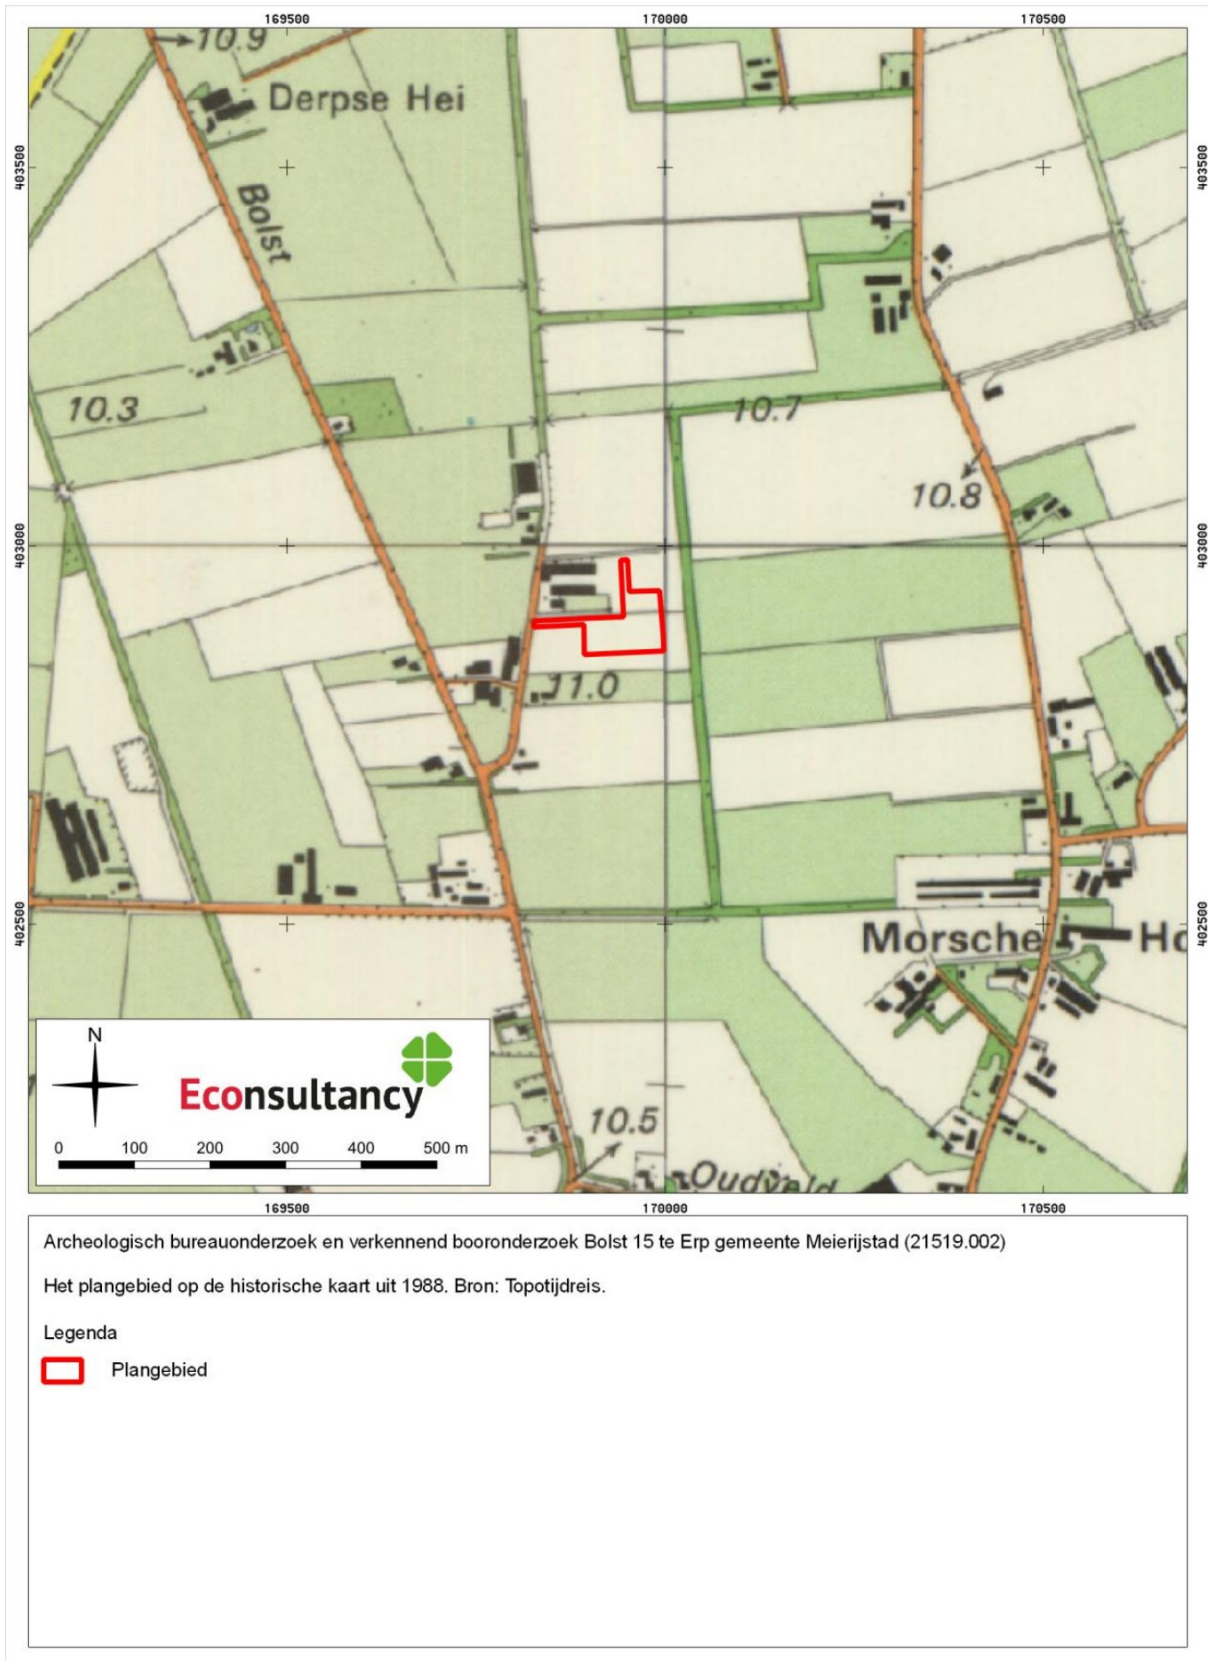 169500 170000 170500
10.9
Derpse Hei
403500 403500
Bolst
10.3
10.7
10.8
403000 403000
11.0
402500 402500
Morsche Ho
N
Econsultancy
0 100 200 300 400 500 m
10.5
Oudveld
169500 170000 170500
Archeologisch bureauonderzoek en verkennend booronderzoek Bolst 15 te Erp gemeente Meierijstad (21519.002)
Het plangebied op de historische kaart uit 1988. Bron: Topotijdreis.
Legenda
Plangebied